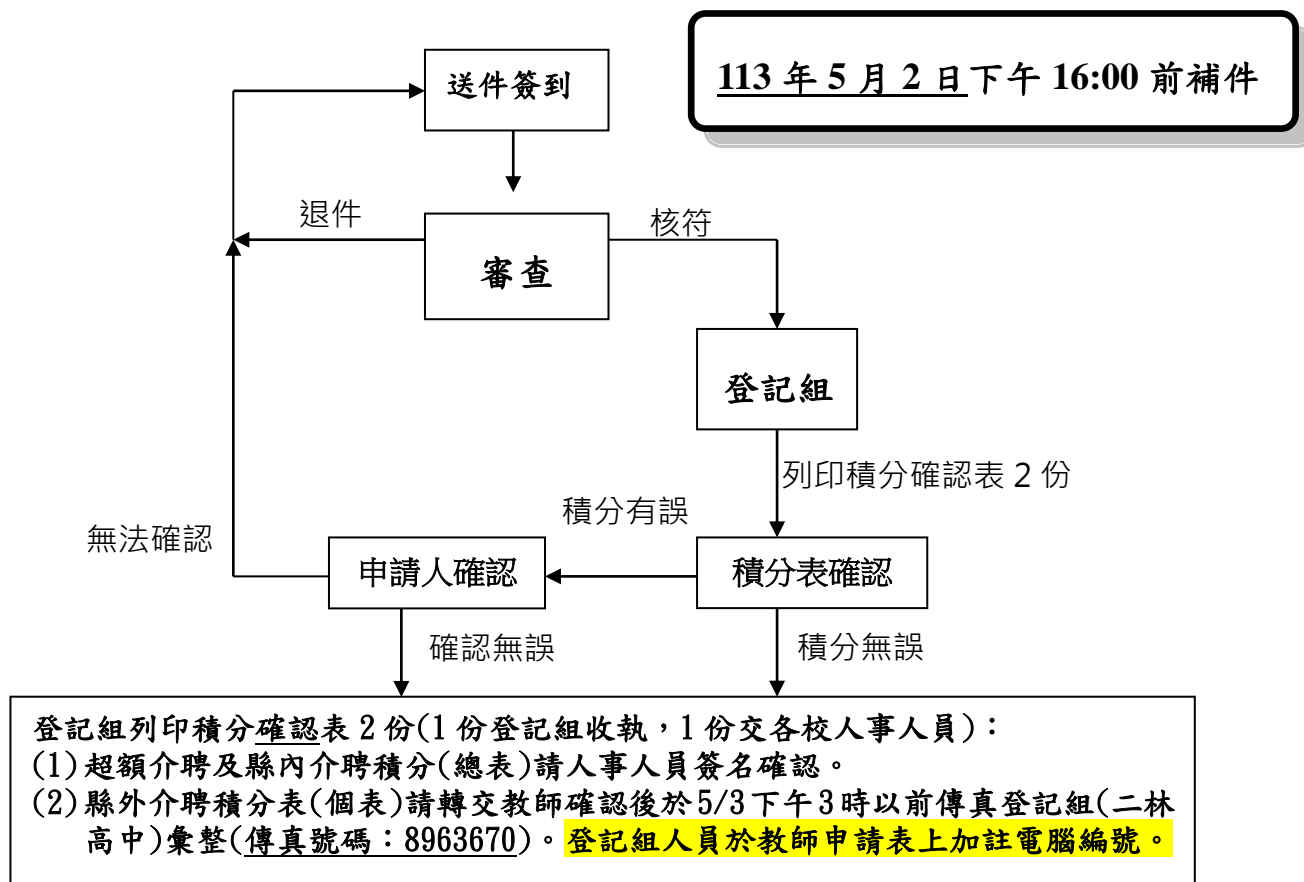 113 年 5 月 2 日下午 16:00 前補件
送件簽到
退件
核符
審查
登記組
列印積分確認表 2 份
積分有誤
無法確認
申請人確認
積分表確認
確認無誤
積分無誤
登記組列印積分確認表 2 份(1 份登記組收執，1 份交各校人事人員)：
(1)超額介聘及縣內介聘積分(總表)請人事人員簽名確認。
(2)縣外介聘積分表(個表)請轉交教師確認後於 5/3 下午 3 時以前傳真登記組(二林
高中)彙整(傳真號碼：8963670)。登記組人員於教師申請表上加註電腦編號。